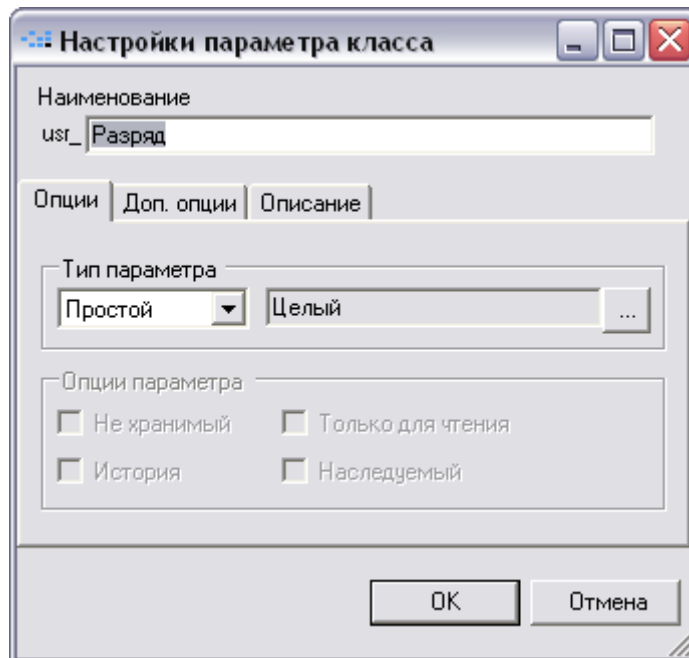 Настройки параметра класса
Наименование
usr_ Разряд
Опции Доп. опции Описание
Тип параметра
Простой Целый ...
Опции параметра
Не хранимый Только для чтения
История Наследуемый
OK Отмена